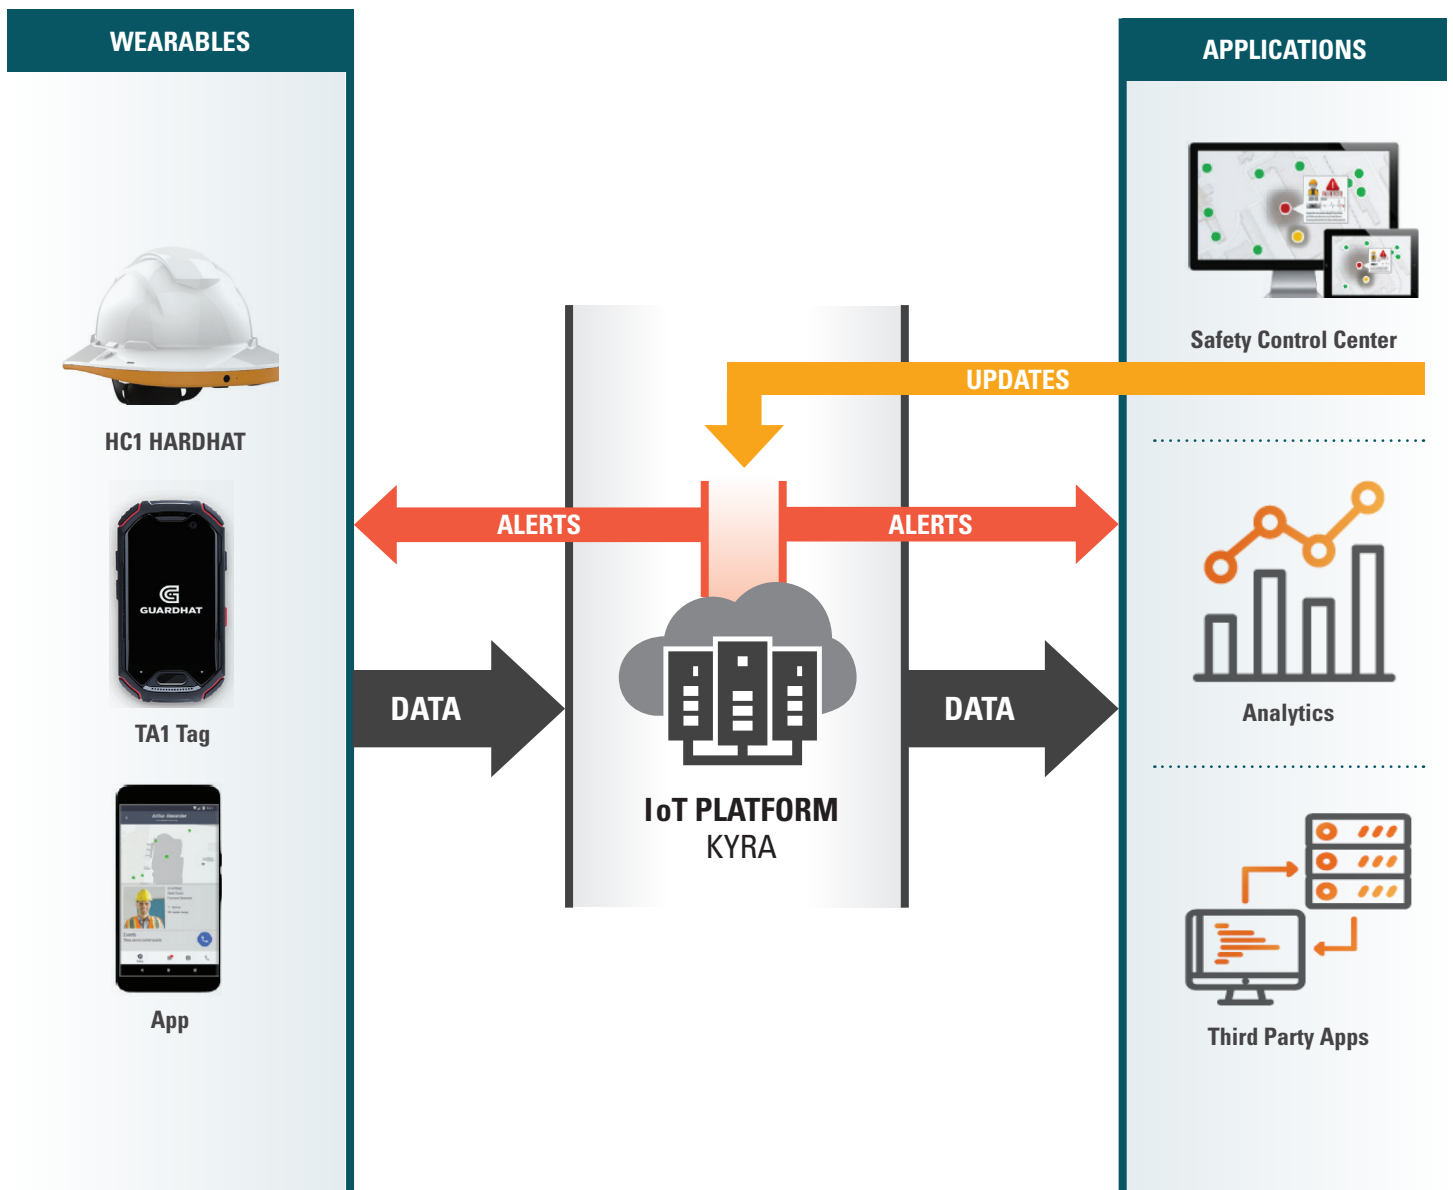 WEARABLES
HC1 HARDHAT
GUARDHAT
TA1 Tag
App
UPDATES
ALERTS
ALERTS
DATA
DATA
IoT PLATFORM
KYRA
APPLICATIONS
Safety Control Center
Analytics
Third Party Apps